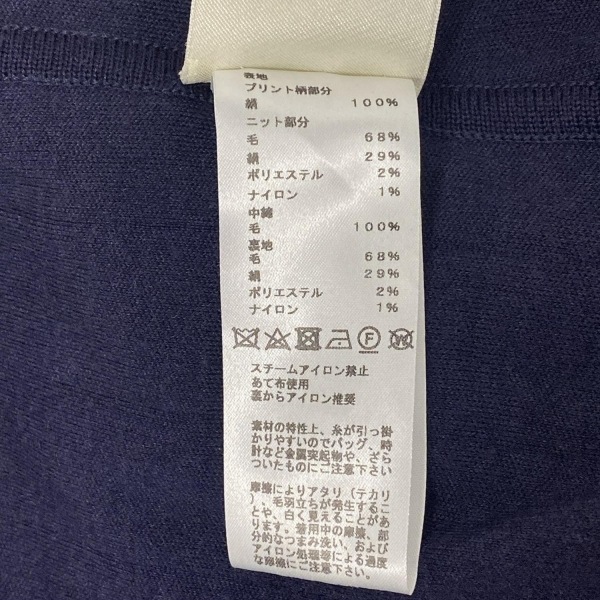 表地
プリント柄部分
絹 100%
ニット部分
毛 68%
絹 29%
ポリエステル 2%
ナイロン 1%
中綿
毛 100%
裏地
毛 68%
絹 29%
ポリエステル 2%
ナイロン 1%
F W
スチームアイロン禁止
あて布使用
裏からアイロン推奨
素材の特性上、糸が引っ掛
かりやすいのでバッグ、時
計など金属突起物や、ざら
ついたものにご注意下さい
摩擦によりアタリ(テカリ
)、毛羽立ちが発生するこ
とや、白く見えることがあ
ります。着用中の摩擦、部
分的なつまみ洗い、および
アイロン処理等による過度
な摩擦にご注意下さい